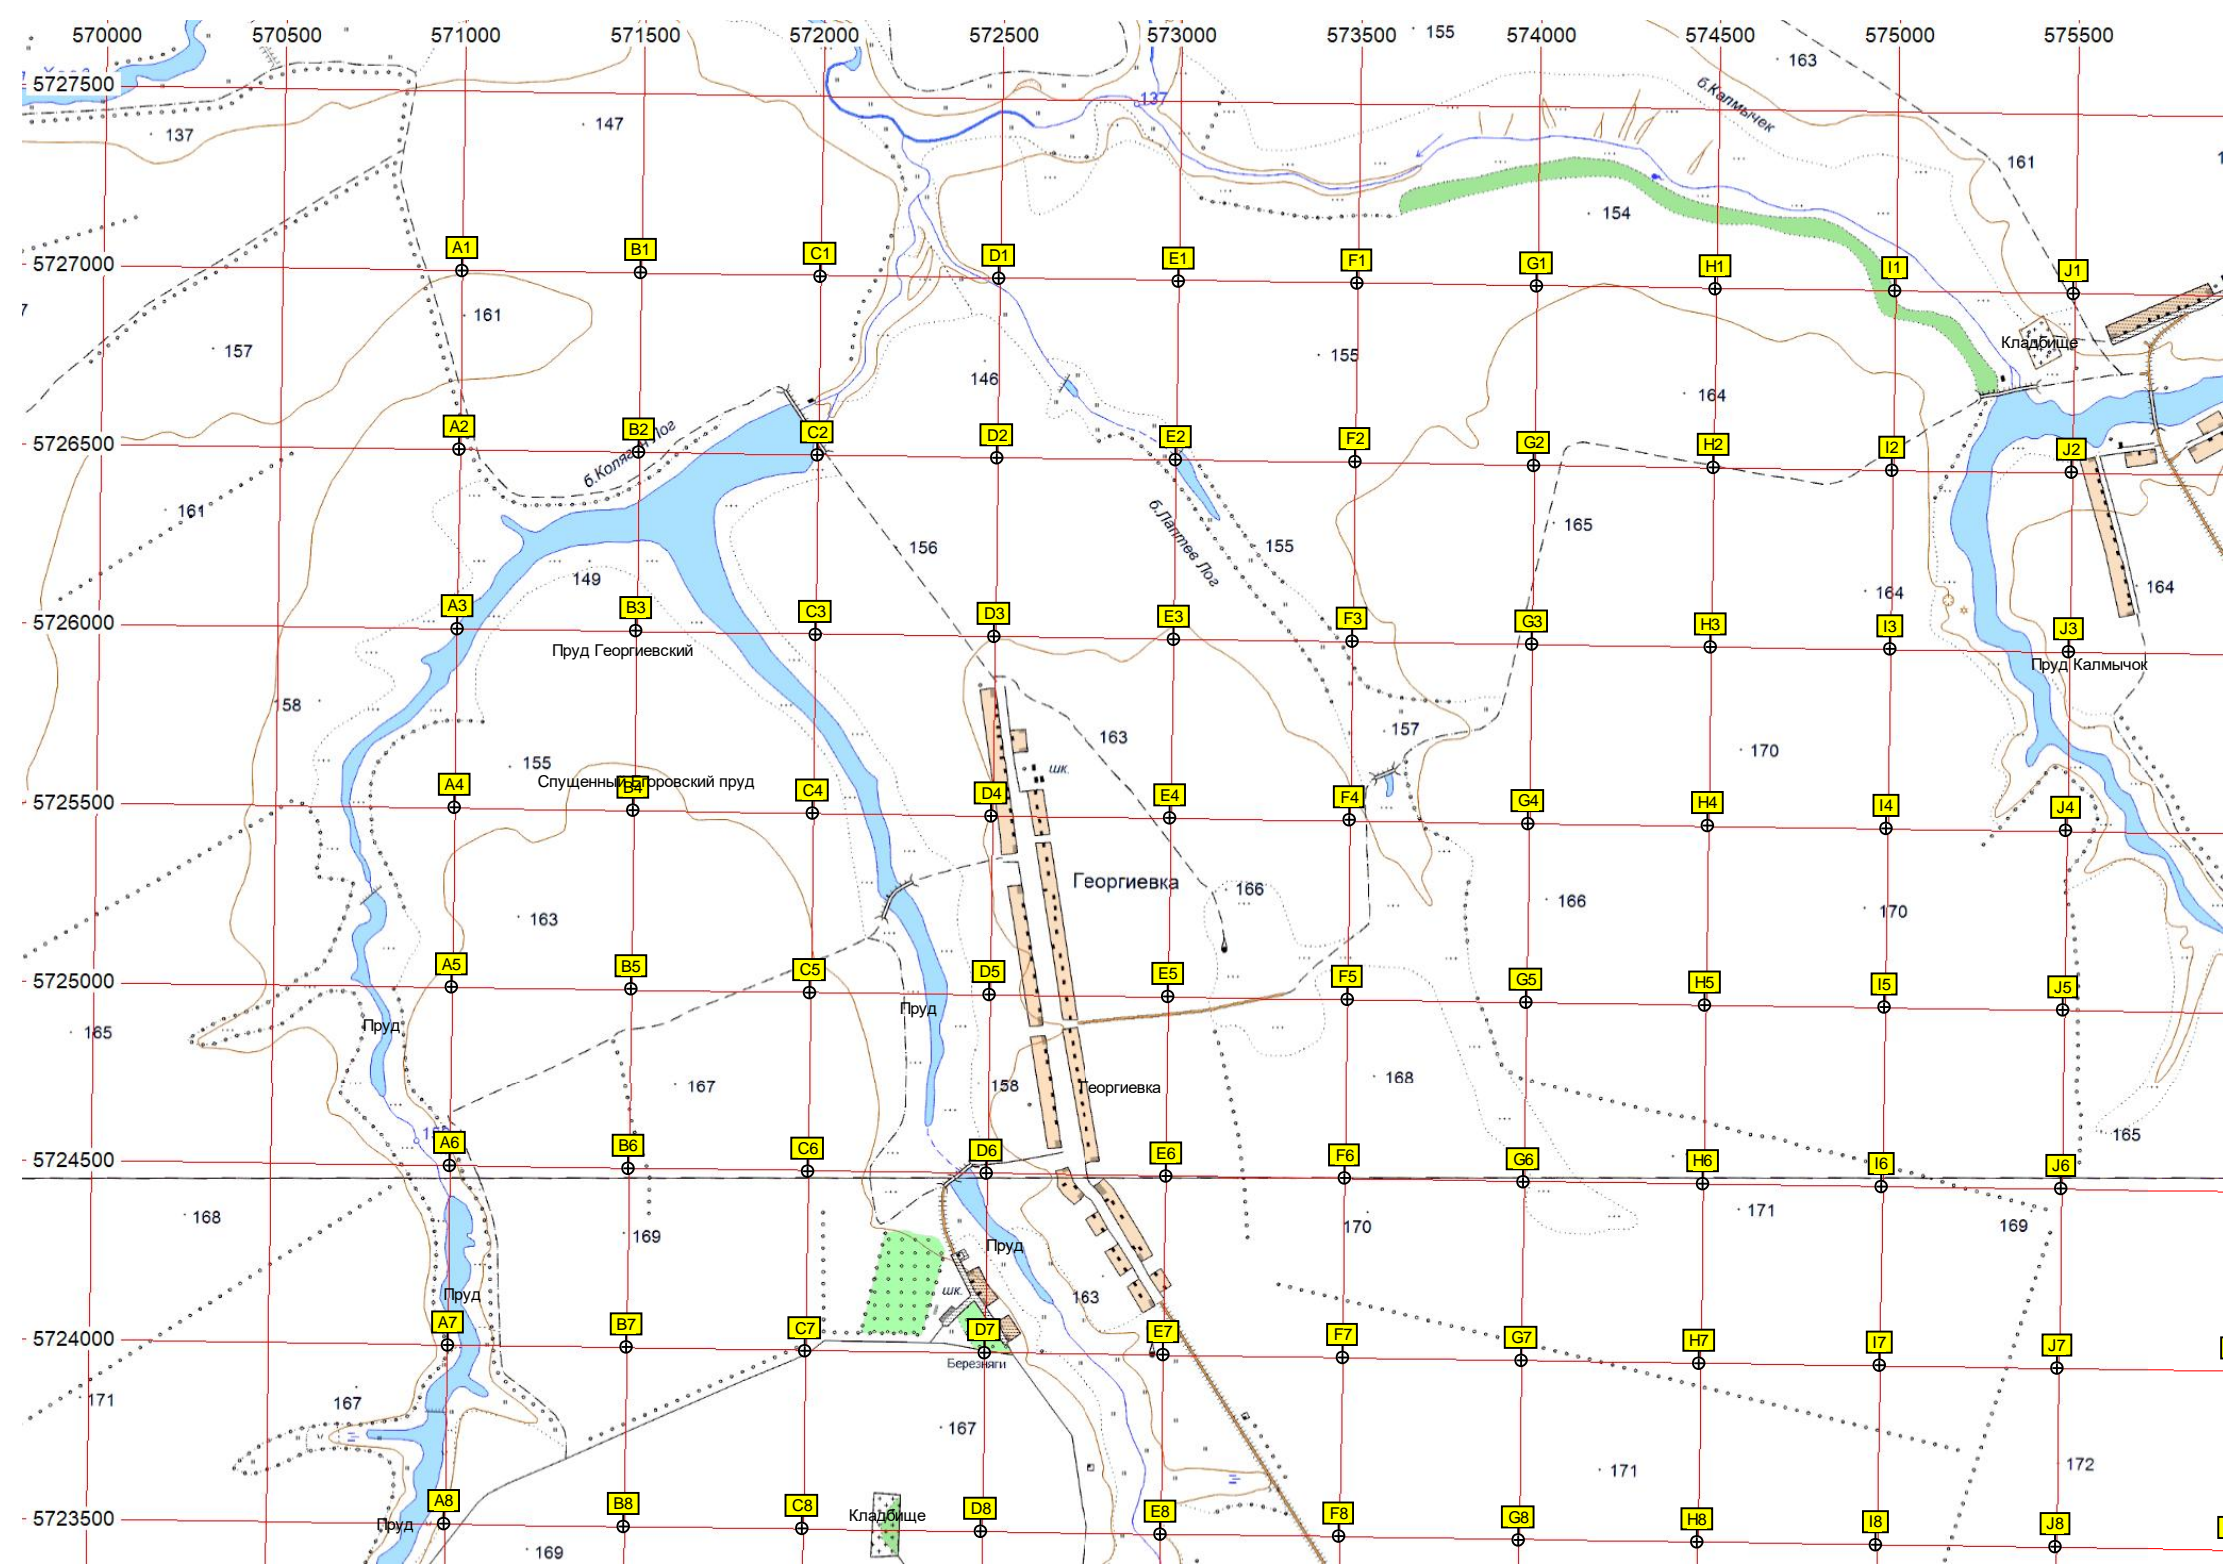 570000 570500 571000 571500 572000 572500 573000 573500 574000 574500 575000 575500
155
163
5727500
137
147
137
б.Калмычек
161
154
5727000
A1 B1 C1 D1 E1 F1 G1 H1 I1 J1
161
157
155
Кладбище
146
164
5726500
A2 B2 C2 D2 E2 F2 G2 H2 I2 J2
161
156
б.Лаптев Лог
155
165
149
164
164
5726000
A3 B3 C3 D3 E3 F3 G3 H3 I3 J3
Пруд Георгиевский
Пруд Калмычок
58
163
157
170
155
шк.
Спущенный Егоровский пруд
5725500
A4 B4 C4 D4 E4 F4 G4 H4 I4 J4
Георгиевка
166
166
170
163
5725000
A5 B5 C5 D5 E5 F5 G5 H5 I5 J5
Пруд
Пруд
165
167
158
Георгиевка
168
165
5724500
A6 B6 C6 D6 E6 F6 G6 H6 I6 J6
168
169
170
171
169
Пруд
Пруд
шк.
163
5724000
A7 B7 C7 D7 E7 F7 G7 H7 I7 J7
Березняги
171
167
167
171
172
5723500
A8 B8 C8 D8 E8 F8 G8 H8 I8 J8
Пруд
Кладбище
169